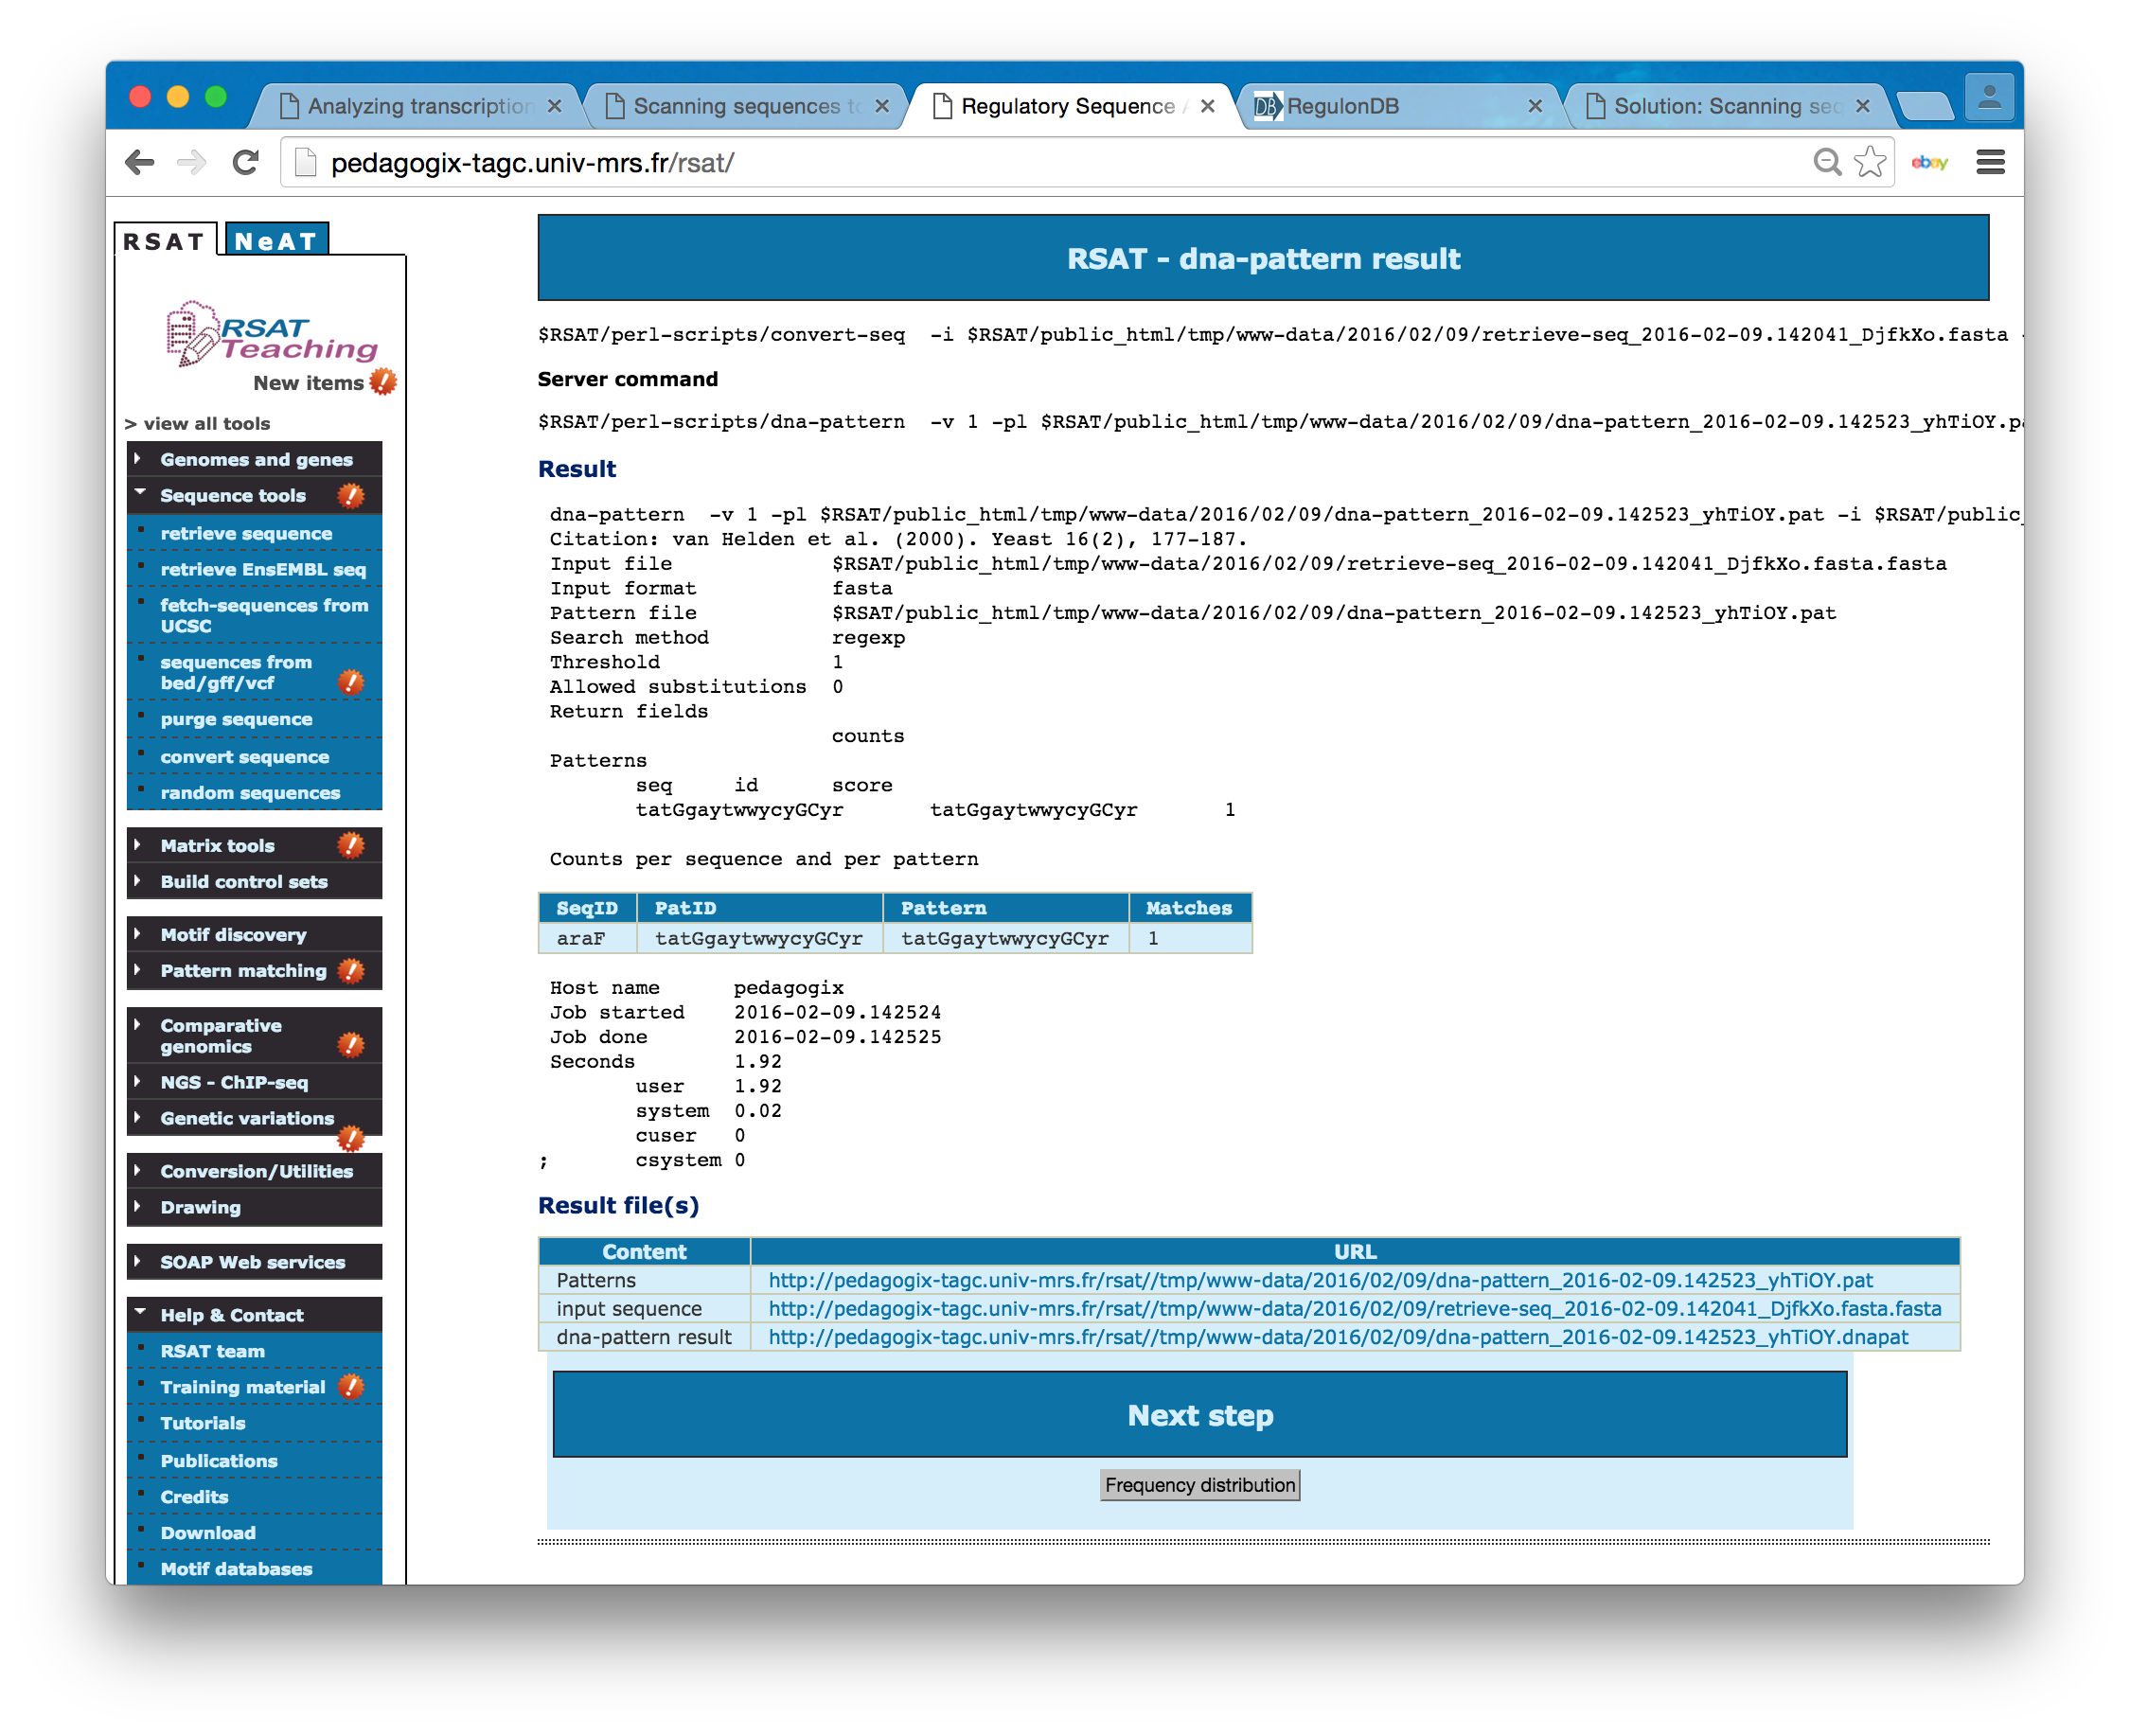 Analyzing transcription
Scanning sequences to
Regulatory Sequence A
DB RegulonDB
Solution: Scanning seq
pedagogix-tagc.univ-mrs.fr/rsat/
ebay
RSAT NeAT
RSAT
Teaching
New items
> view all tools
Genomes and genes
Sequence tools
retrieve sequence
retrieve EnsEMBL seq
fetch-sequences from
UCSC
sequences from
bed/gff/vcf
purge sequence
convert sequence
random sequences
Matrix tools
Build control sets
Motif discovery
Pattern matching
Comparative
genomics
NGS - ChIP-seq
Genetic variations
Conversion/Utilities
Drawing
SOAP Web services
Help & Contact
RSAT team
Training material
Tutorials
Publications
Credits
Download
Motif databases
RSAT - dna-pattern result
$RSAT/perl-scripts/convert-seq  -i $RSAT/public_html/tmp/www-data/2016/02/09/retrieve-seq_2016-02-09.142041_DjfkXo.fasta -
Server command
$RSAT/perl-scripts/dna-pattern  -v 1 -pl $RSAT/public_html/tmp/www-data/2016/02/09/dna-pattern_2016-02-09.142523_yhTiOY.pa
Result
dna-pattern  -v 1 -pl $RSAT/public_html/tmp/www-data/2016/02/09/dna-pattern_2016-02-09.142523_yhTiOY.pat -i $RSAT/public_
Citation: van Helden et al. (2000). Yeast 16(2), 177-187.
Input file $RSAT/public_html/tmp/www-data/2016/02/09/retrieve-seq_2016-02-09.142041_DjfkXo.fasta.fasta
Input format fasta
Pattern file $RSAT/public_html/tmp/www-data/2016/02/09/dna-pattern_2016-02-09.142523_yhTiOY.pat
Search method regexp
Threshold 1
Allowed substitutions 0
Return fields
counts
Patterns
seq id score
tatGgaytwwycyGCyr tatGgaytwwycyGCyr 1
Counts per sequence and per pattern
SeqID PatID Pattern Matches
araF tatGgaytwwycyGCyr tatGgaytwwycyGCyr 1
Host name pedagogix
Job started 2016-02-09.142524
Job done 2016-02-09.142525
Seconds 1.92
user 1.92
system 0.02
cuser 0
; csystem 0
Result file(s)
Content URL
Patterns http://pedagogix-tagc.univ-mrs.fr/rsat//tmp/www-data/2016/02/09/dna-pattern_2016-02-09.142523_yhTiOY.pat
input sequence http://pedagogix-tagc.univ-mrs.fr/rsat//tmp/www-data/2016/02/09/retrieve-seq_2016-02-09.142041_DjfkXo.fasta.fasta
dna-pattern result http://pedagogix-tagc.univ-mrs.fr/rsat//tmp/www-data/2016/02/09/dna-pattern_2016-02-09.142523_yhTiOY.dnapat
Next step
Frequency distribution